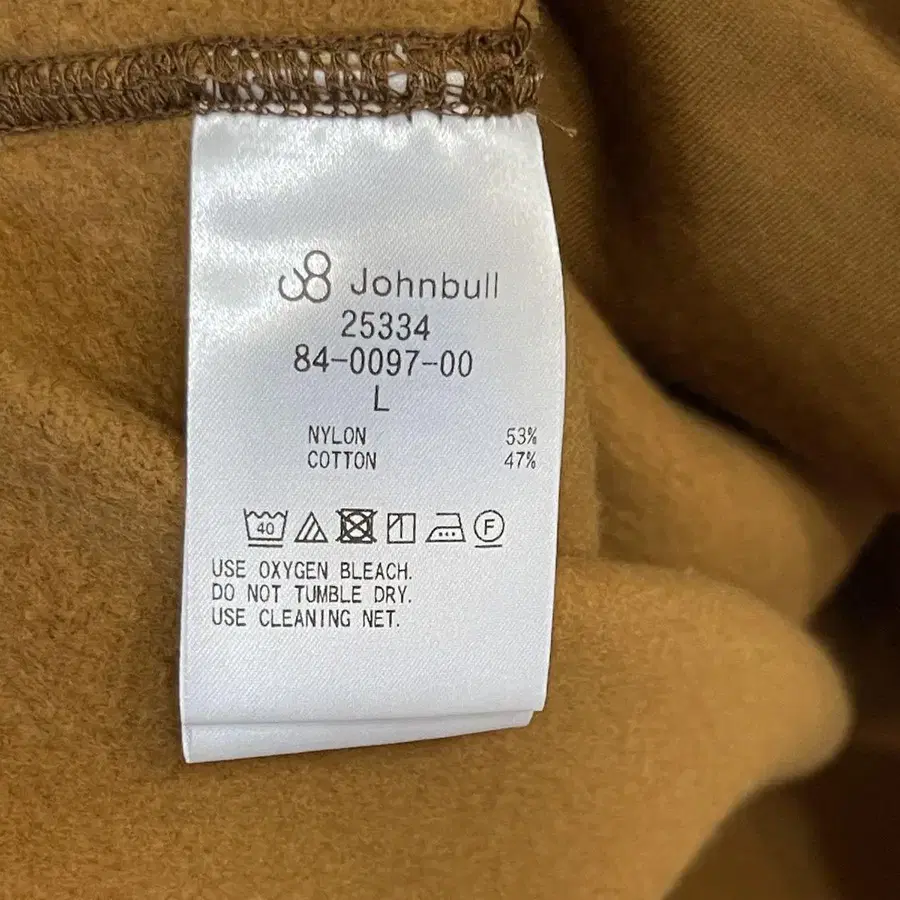 Johnbull
25334
84-0097-00
L
NYLON 53%
COTTON 47%
40 F
USE OXYGEN BLEACH.
DO NOT TUMBLE DRY.
USE CLEANING NET.